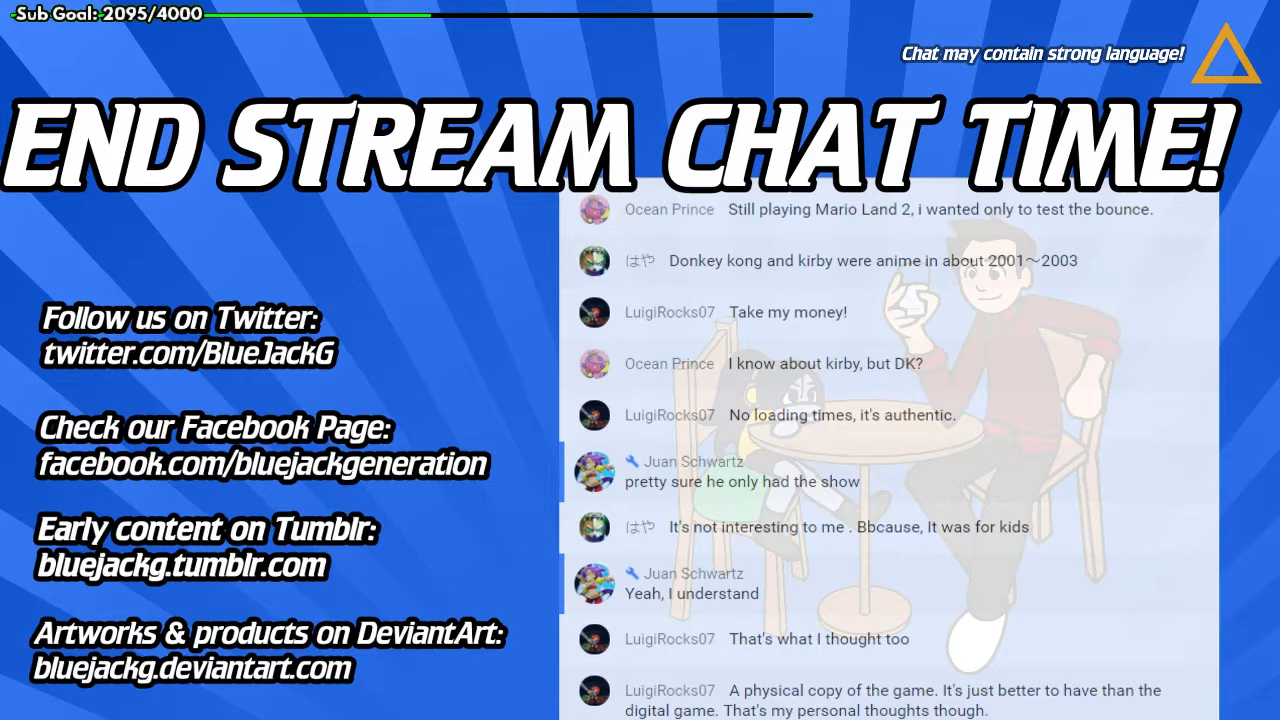 Sub Goal: 2095/4000
Chat may contain strong language!
END STREAM CHAT TIME!
Follow us on Twitter:
twitter.com/BlueJackG
Check our Facebook Page:
facebook.com/bluejackgeneration
Early content on Tumblr:
bluejackg.tumblr.com
Artworks & products on DeviantArt:
bluejackg.deviantart.com
Ocean Prince Still playing Mario Land 2, i wanted only to test the bounce.
はや Donkey kong and kirby were anime in about 2001～2003
LuigiRocks07 Take my money!
Ocean Prince I know about kirby, but DK?
LuigiRocks07 No loading times, it's authentic.
Juan Schwartz
pretty sure he only had the show
はや It's not interesting to me . Bbcause, It was for kids
Juan Schwartz
Yeah, I understand
LuigiRocks07 That's what I thought too
LuigiRocks07 A physical copy of the game. It's just better to have than the
digital game. That's my personal thoughts though.